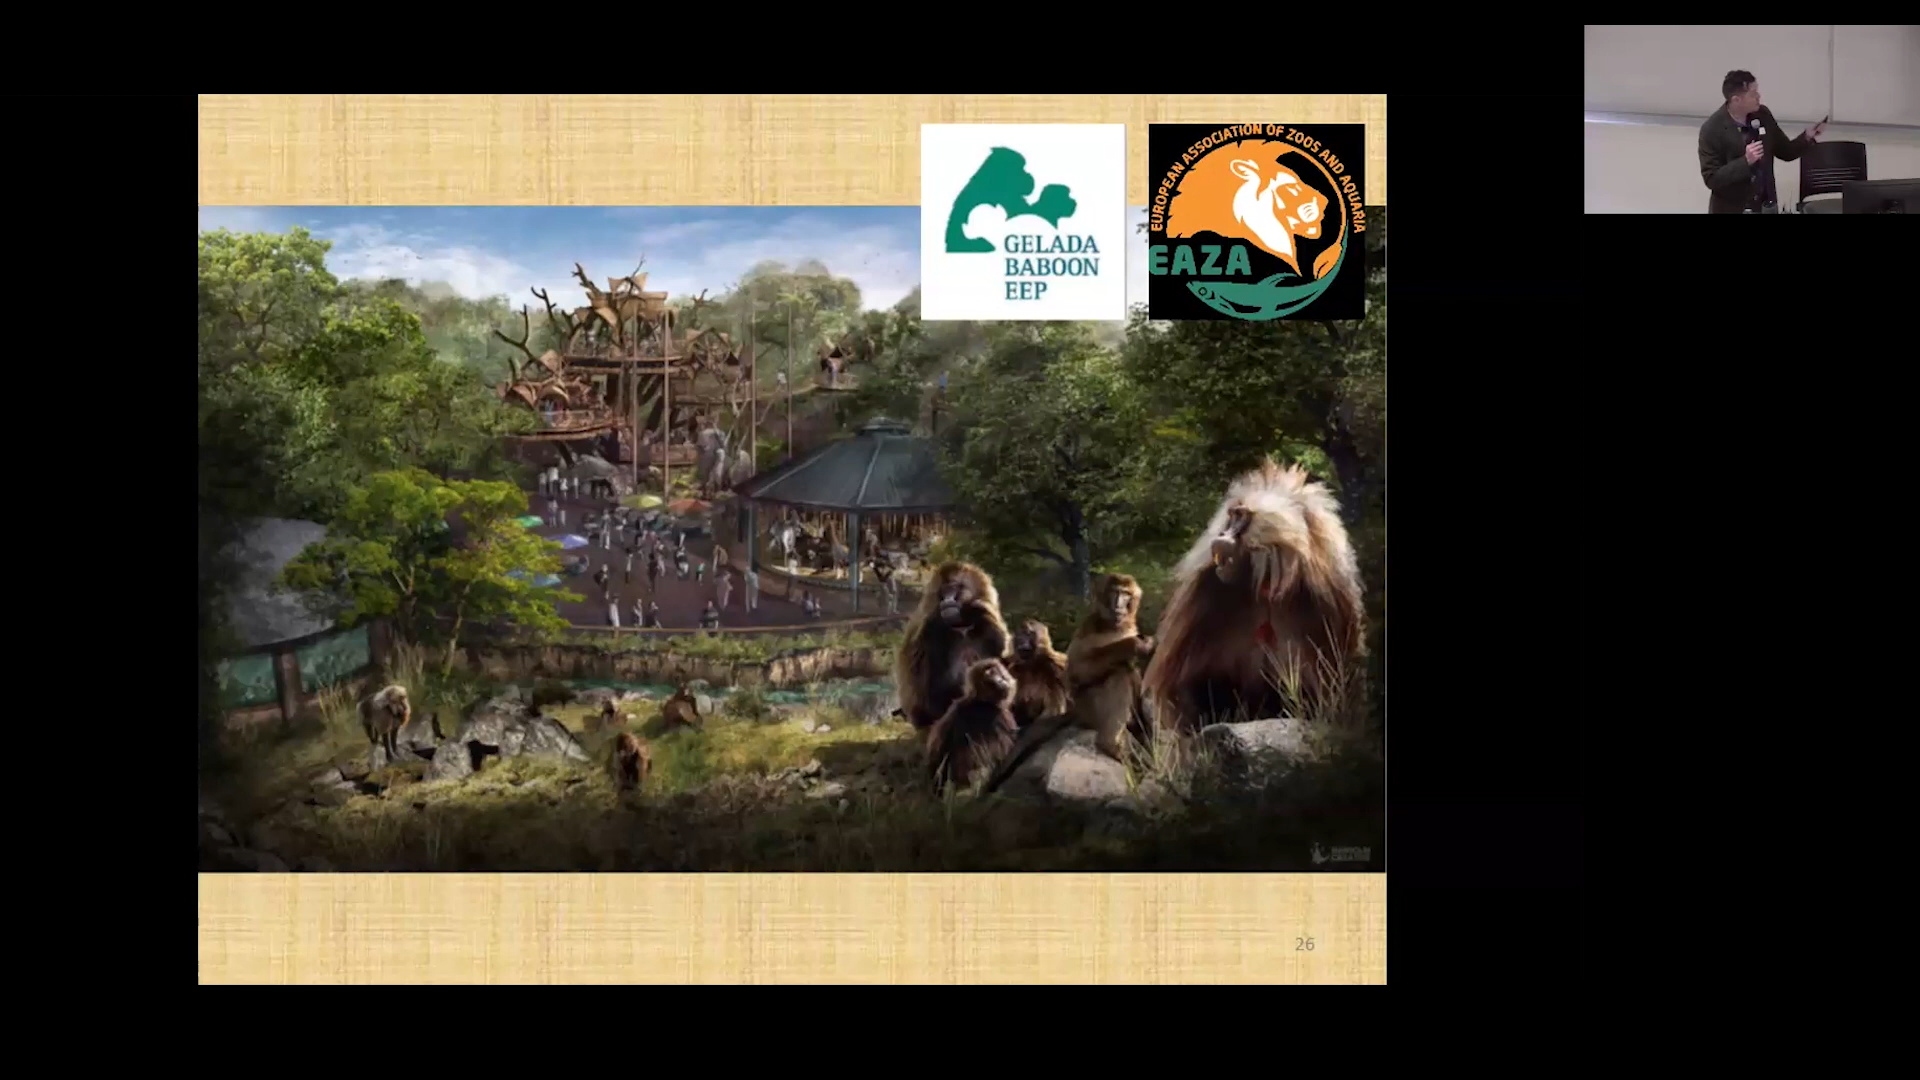 GELADA
BABOON
EEP
EUROPEAN ASSOCIATION OF ZOOS AND AQUARIA
EAZA
26